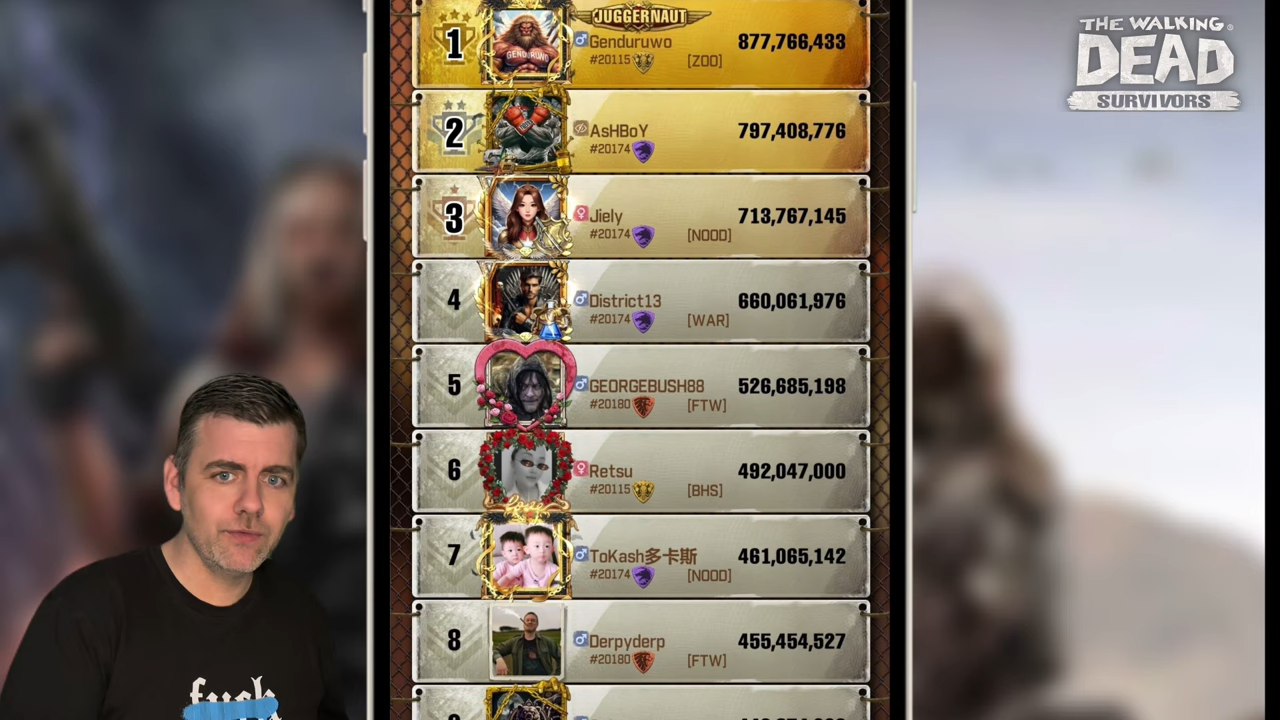 JUGGERNAUT
1
Genduruwo
877,766,433
#20115
[ZOO]
GENDURUWO
THE WALKING
DEAD
SURVIVORS
2
AsHBoY
797,408,776
#20174
3
Jiely
713,767,145
#20174
[NOOD]
4
District13
660,061,976
#20174
[WAR]
5
GEORGEBUSH88
526,685,198
#20180
[FTW]
6
Retsu
492,047,000
#20115
[BHS]
7
ToKash多卡斯
461,065,142
#20174
[NOOD]
8
Derpyderp
455,454,527
#20180
[FTW]